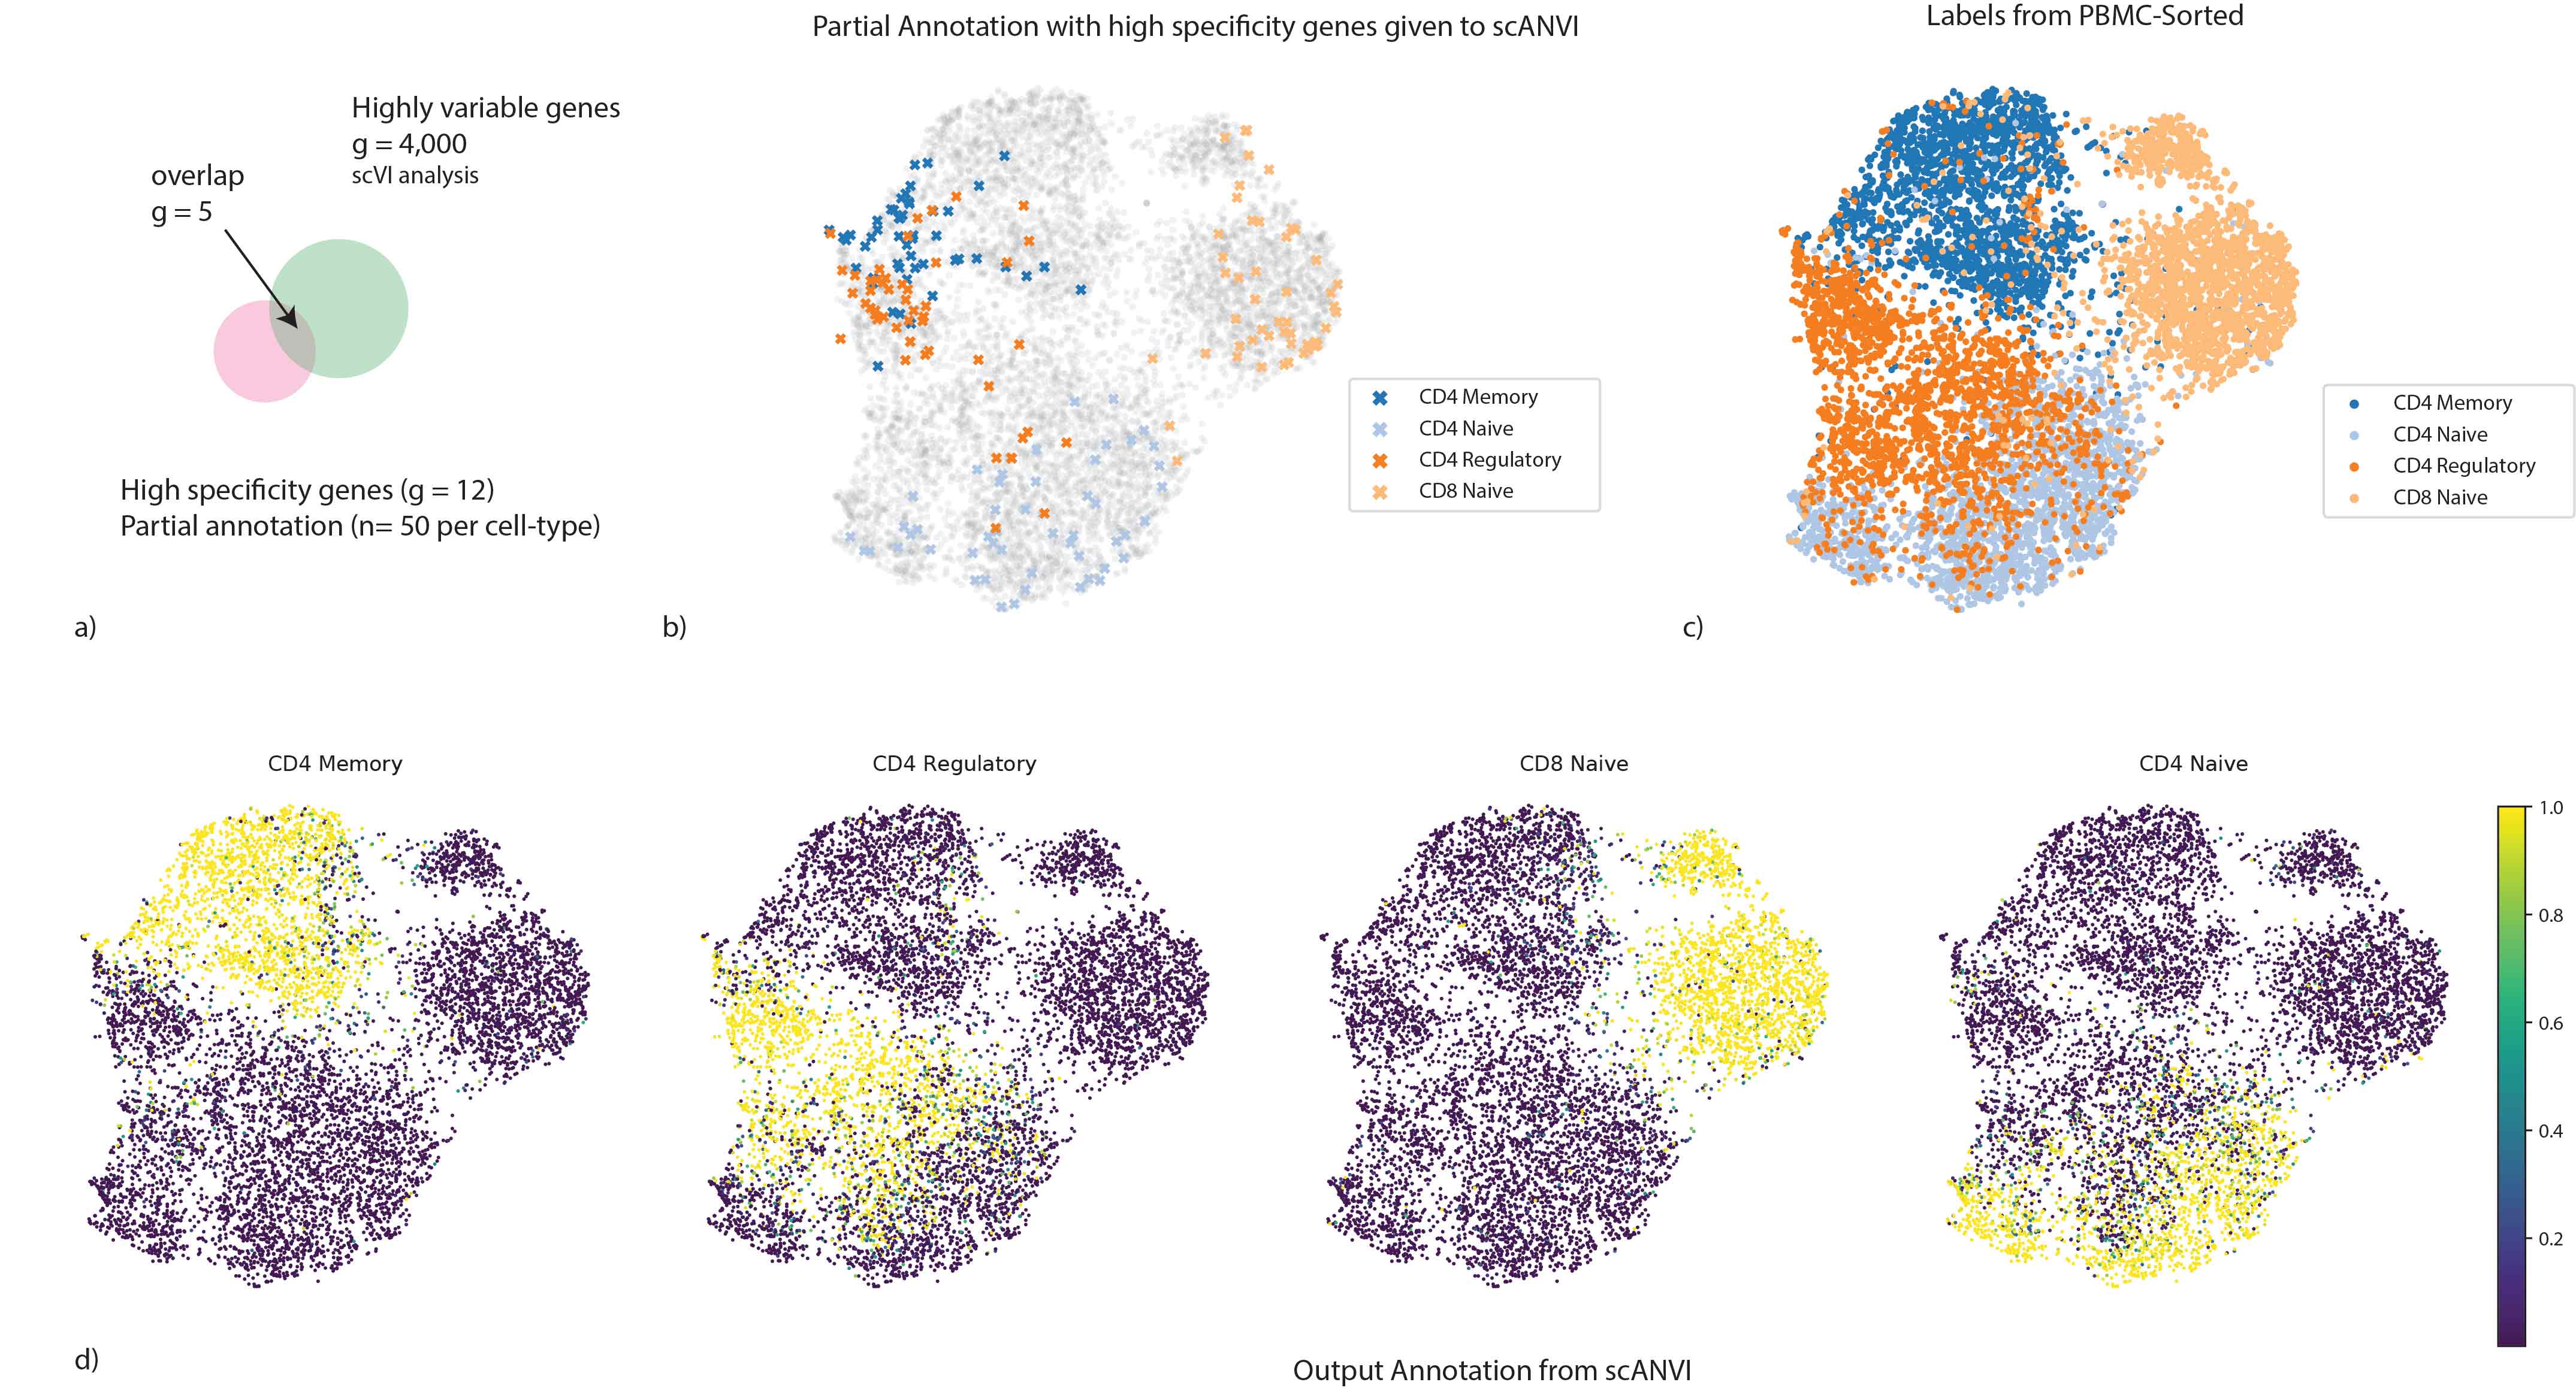 Partial Annotation with high specificity genes given to scANVI
Labels from PBMC-Sorted
Highly variable genes
g = 4,000
scVI analysis
overlap
g = 5
High specificity genes (g = 12)
Partial annotation (n= 50 per cell-type)
CD4 Memory
CD4 Naive
CD4 Regulatory
CD8 Naive
CD4 Memory
CD4 Naive
CD4 Regulatory
CD8 Naive
a)
b)
c)
CD4 Memory
CD4 Regulatory
CD8 Naive
CD4 Naive
1.0
0.8
0.6
0.4
0.2
d)
Output Annotation from scANVI